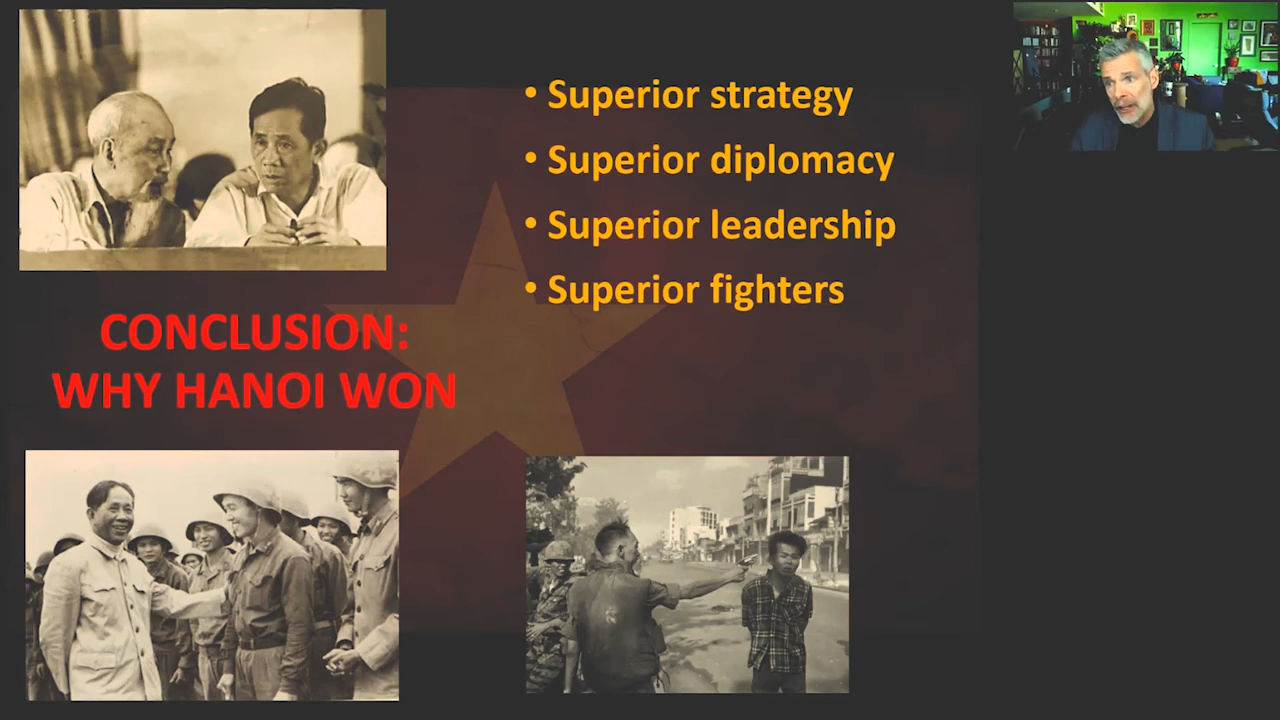 • Superior strategy
• Superior diplomacy
• Superior leadership
• Superior fighters
CONCLUSION:
WHY HANOI WON